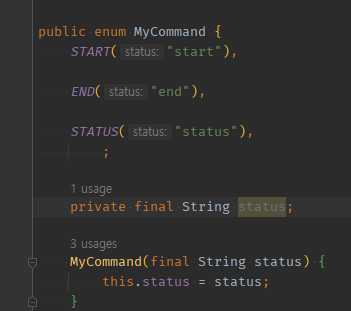 public enum MyCommand {
START( status: "start"),
END( status: "end"),
STATUS( status: "status"),
;
1 usage
private final String status;
3 usages
MyCommand(final String status) {
this.status = status;
}